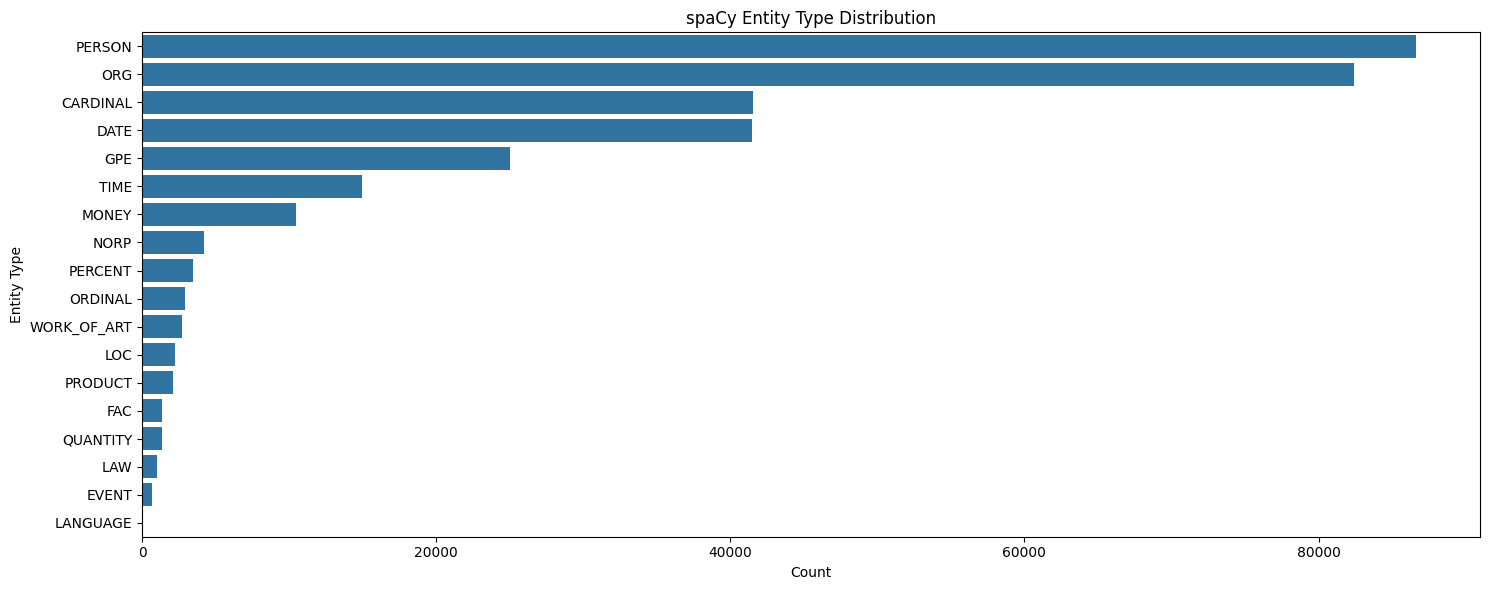 spaCy Entity Type Distribution
Entity Type
PERSON
ORG
CARDINAL
DATE
GPE
TIME
MONEY
NORP
PERCENT
ORDINAL
WORK_OF_ART
LOC
PRODUCT
FAC
QUANTITY
LAW
EVENT
LANGUAGE
0 20000 40000 60000 80000
Count